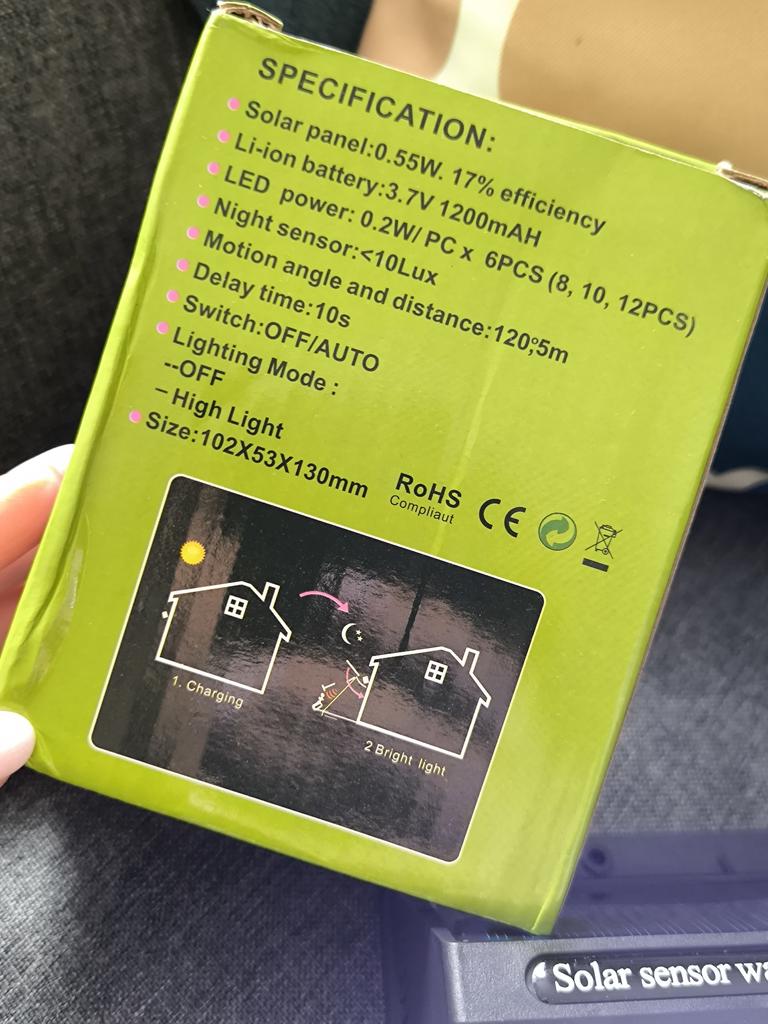 SPECIFICATION:
Solar panel:0.55W. 17% efficiency
Li-ion battery:3.7V 1200mAH
LED power: 0.2W/ PC x 6PCS (8, 10, 12PCS)
Night sensor:<10Lux
Motion angle and distance:120°,5m
Delay time:10s
Switch:OFF/AUTO
Lighting Mode :
--OFF
– High Light
Size:102X53X130mm
RoHS
Compliaut
CE
1. Charging
2 Bright light
Solar sensor